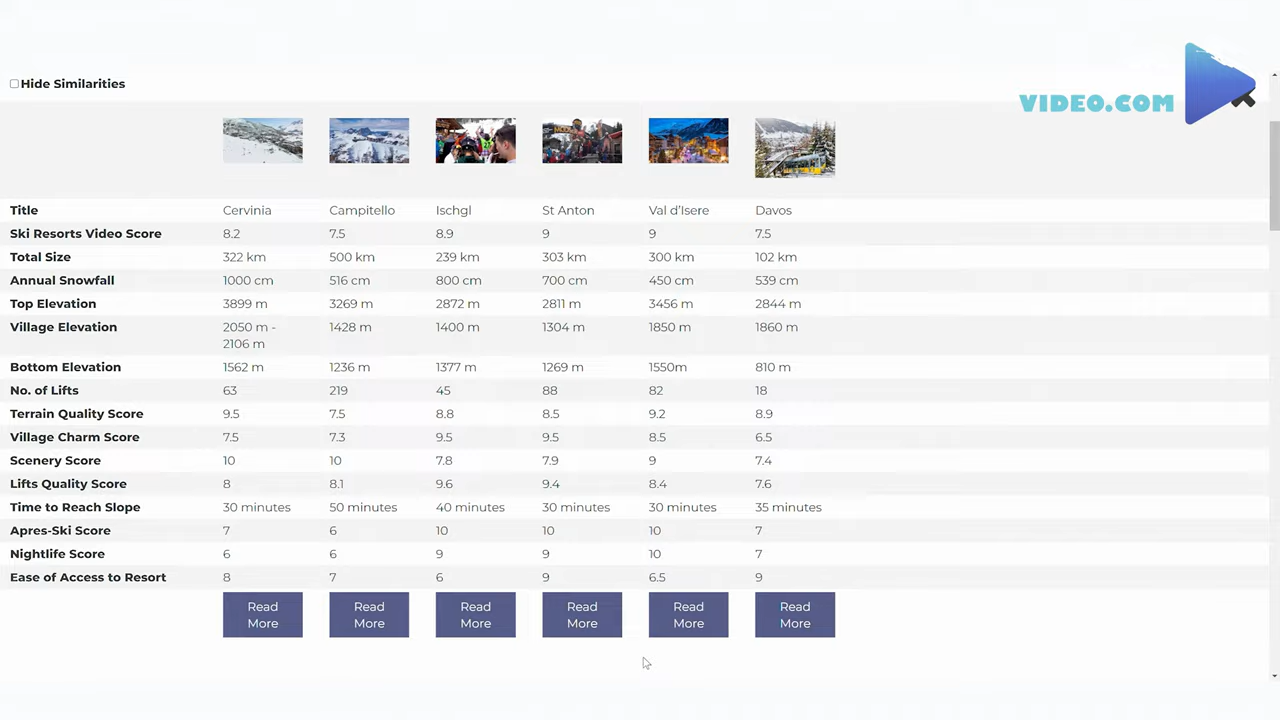 VIDEO.COM
Hide Similarities
Title Cervinia Campitello Ischgl St Anton Val d'Isere Davos
Ski Resorts Video Score 8.2 7.5 8.9 9 9 7.5
Total Size 322 km 500 km 239 km 303 km 300 km 102 km
Annual Snowfall 1000 cm 516 cm 800 cm 700 cm 450 cm 539 cm
Top Elevation 3899 m 3269 m 2872 m 2811 m 3456 m 2844 m
Village Elevation 2050 m - 1428 m 1400 m 1304 m 1850 m 1860 m
2106 m
Bottom Elevation 1562 m 1236 m 1377 m 1269 m 1550m 810 m
No. of Lifts 63 219 45 88 82 18
Terrain Quality Score 9.5 7.5 8.8 8.5 9.2 8.9
Village Charm Score 7.5 7.3 9.5 9.5 8.5 6.5
Scenery Score 10 10 7.8 7.9 9 7.4
Lifts Quality Score 8 8.1 9.6 9.4 8.4 7.6
Time to Reach Slope 30 minutes 50 minutes 40 minutes 30 minutes 30 minutes 35 minutes
Apres-Ski Score 7 6 10 10 10 7
Nightlife Score 6 6 9 9 10 7
Ease of Access to Resort 8 7 6 9 6.5 9
Read Read Read Read Read Read
More More More More More More